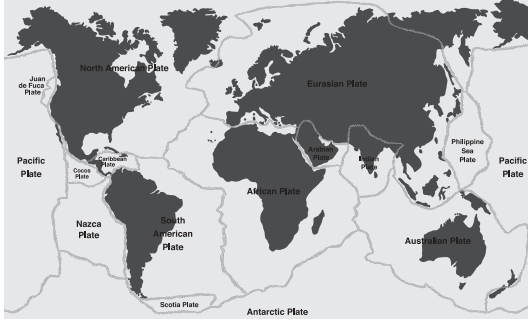 North American Plate
Eurasian Plate
Juan
de Fuca
Plate
Philippine
Sea
Plate
Arabian
Plate
Indian
Plate
Caribbean
Plate
Pacific
Plate
Pacific
Plate
Cocos
Plate
African Plate
Nazca
Plate
South
American
Plate
Australian Plate
Scotia Plate
Antarctic Plate